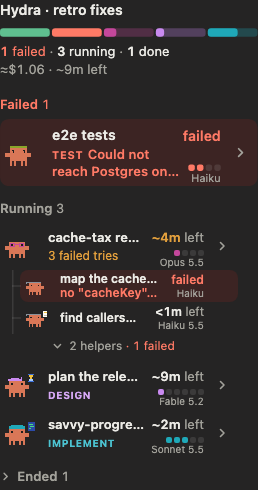 Hydra · retro fixes
1 failed · 3 running · 1 done
≈$1.06 · ~9m left
Failed 1
e2e tests failed
TEST Could not
reach Postgres on...
Haiku
Running 3
cache-tax re... ~4m left
3 failed tries
Opus 5.5
map the cache... failed
no "cacheKey"... Haiku
find callers... <1m left
Haiku 5.5
2 helpers · 1 failed
plan the rele... ~9m left
DESIGN
Fable 5.2
savvy-progre... ~2m left
IMPLEMENT
Sonnet 5.5
Ended 1